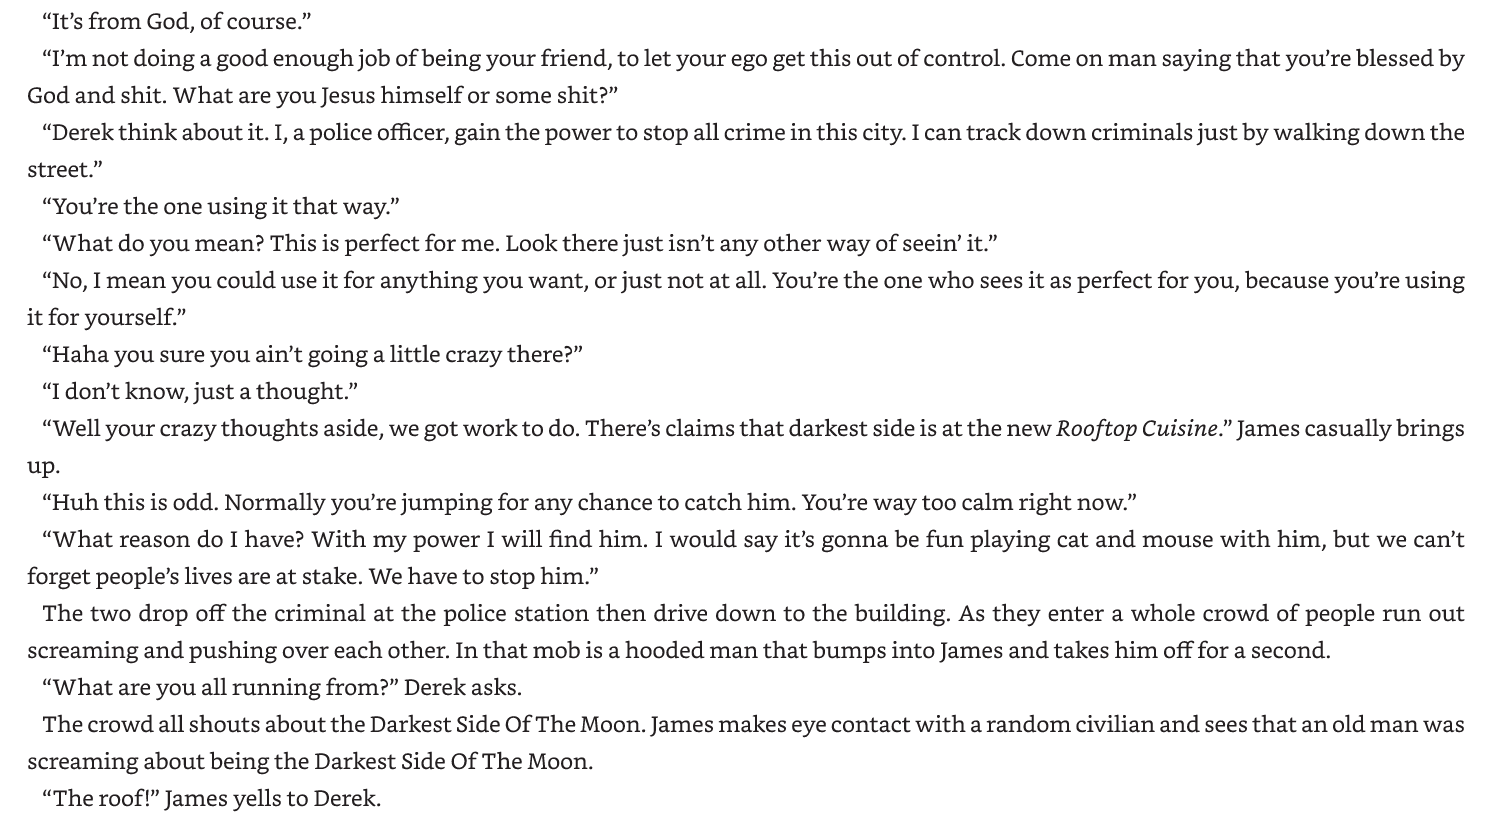 “It’s from God, of course.”
“I’m not doing a good enough job of being your friend, to let your ego get this out of control. Come on man saying that you’re blessed by
God and shit. What are you Jesus himself or some shit?”
“Derek think about it. I, a police officer, gain the power to stop all crime in this city. I can track down criminals just by walking down the
street.”
“You’re the one using it that way.”
“What do you mean? This is perfect for me. Look there just isn’t any other way of seein’ it.”
“No, I mean you could use it for anything you want, or just not at all. You’re the one who sees it as perfect for you, because you’re using
it for yourself.”
“Haha you sure you ain’t going a little crazy there?”
“I don’t know, just a thought.”
“Well your crazy thoughts aside, we got work to do. There’s claims that darkest side is at the new Rooftop Cuisine.” James casually brings
up.
“Huh this is odd. Normally you’re jumping for any chance to catch him. You’re way too calm right now.”
“What reason do I have? With my power I will find him. I would say it’s gonna be fun playing cat and mouse with him, but we can’t
forget people’s lives are at stake. We have to stop him.”
The two drop off the criminal at the police station then drive down to the building. As they enter a whole crowd of people run out
screaming and pushing over each other. In that mob is a hooded man that bumps into James and takes him off for a second.
“What are you all running from?” Derek asks.
The crowd all shouts about the Darkest Side Of The Moon. James makes eye contact with a random civilian and sees that an old man was
screaming about being the Darkest Side Of The Moon.
“The roof!” James yells to Derek.